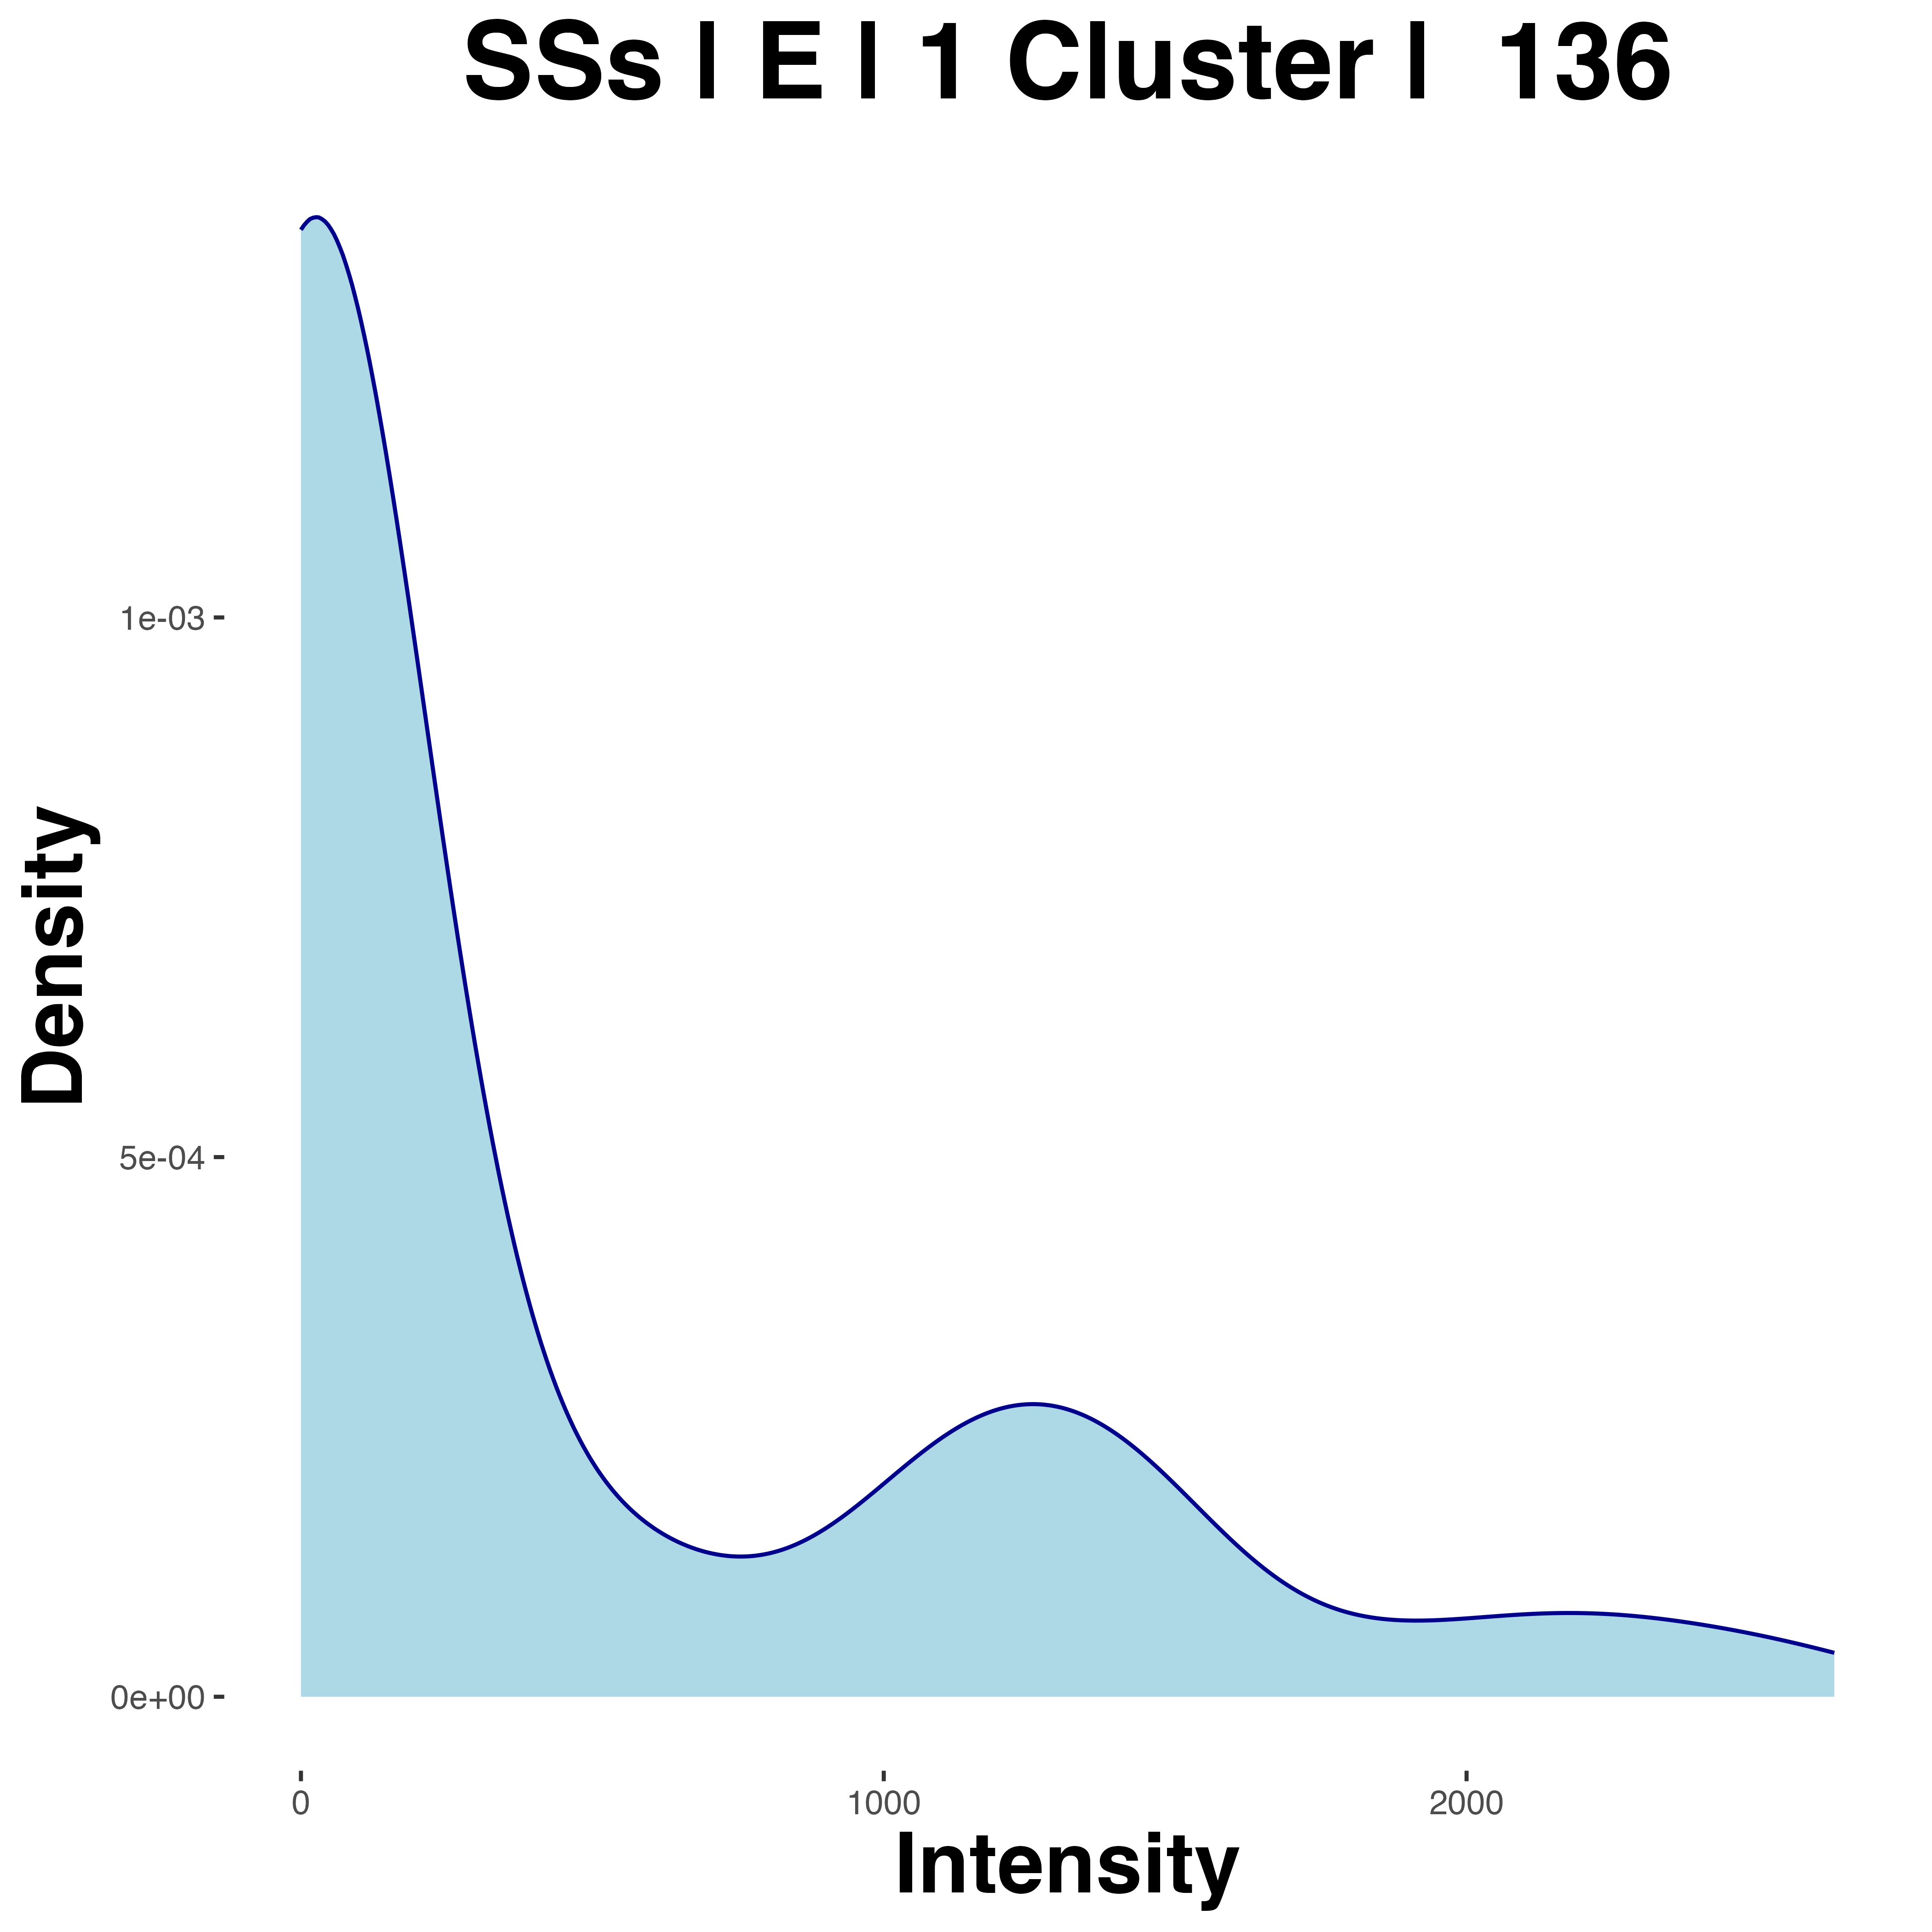 SSs | E | 1 Cluster |  136
Density
1e-03
5e-04
0e+00
0
1000
2000
Intensity